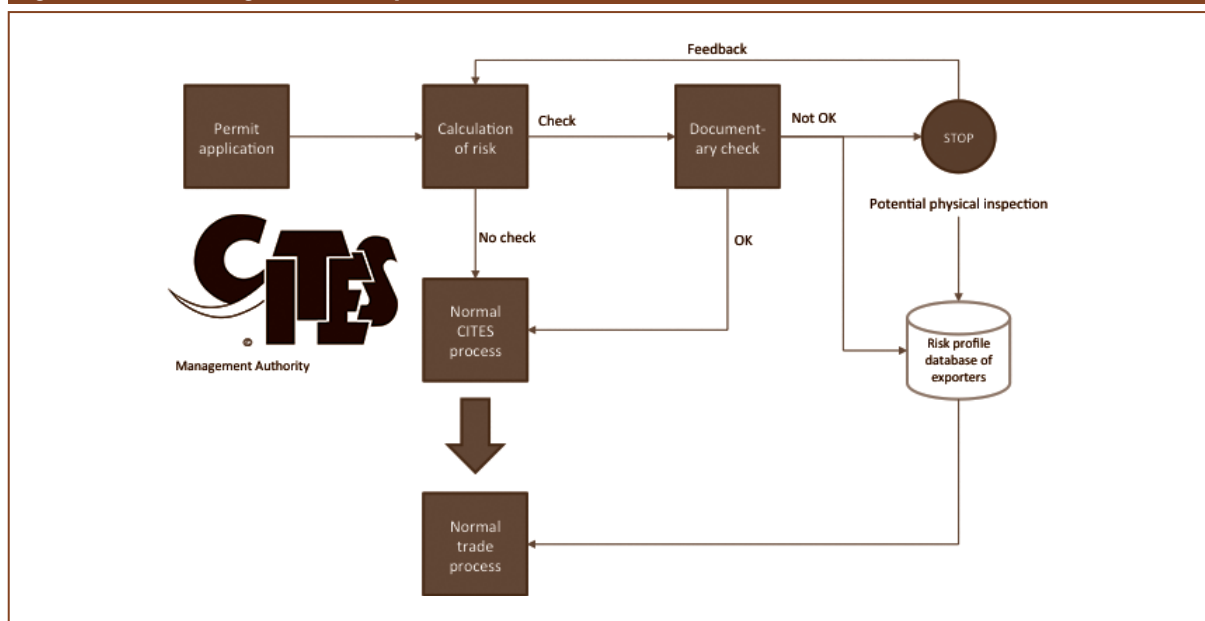 Feedback
Permit
application
Calculation
of risk
Check
Document-
ary check
Not OK
STOP
Potential physical inspection
No check
OK
CITES
®
Management Authority
Normal
CITES
process
Risk profile
database of
exporters
Normal
trade
process